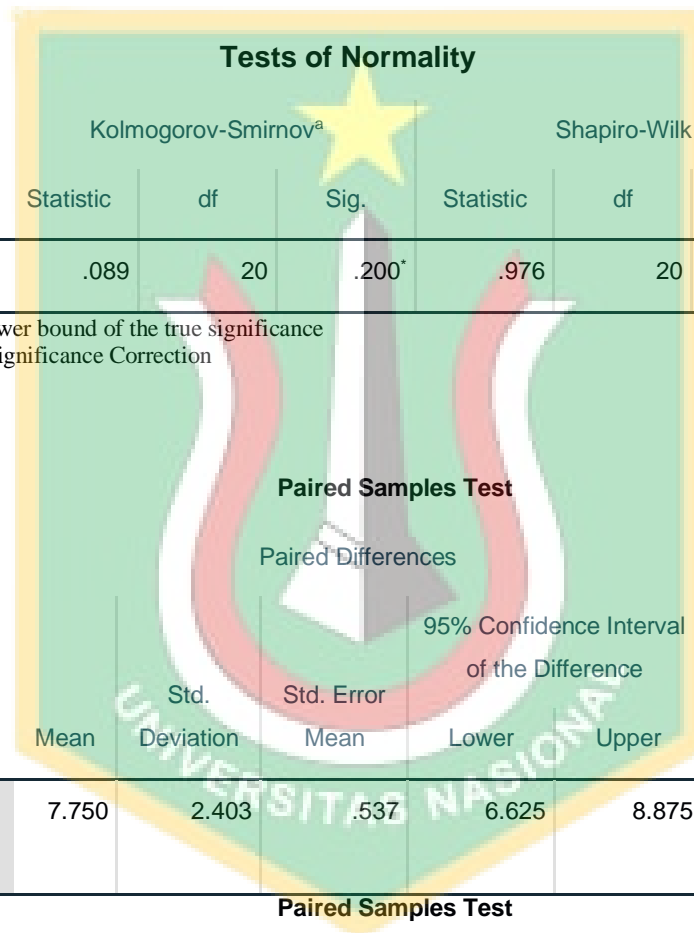 Tests of Normality
Kolmogorov-Smirnovᵃ Shapiro-Wilk
Statistic df Sig. Statistic df
.089 20 .200* .976 20
wer bound of the true significance
ignificance Correction
Paired Samples Test
Paired Differences
95% Confidence Interval
of the Difference
Std. Std. Error
Mean Deviation Mean Lower Upper
7.750 2.403 .537 6.625 8.875
UNIVERSITAS NASIONAL
Paired Samples Test